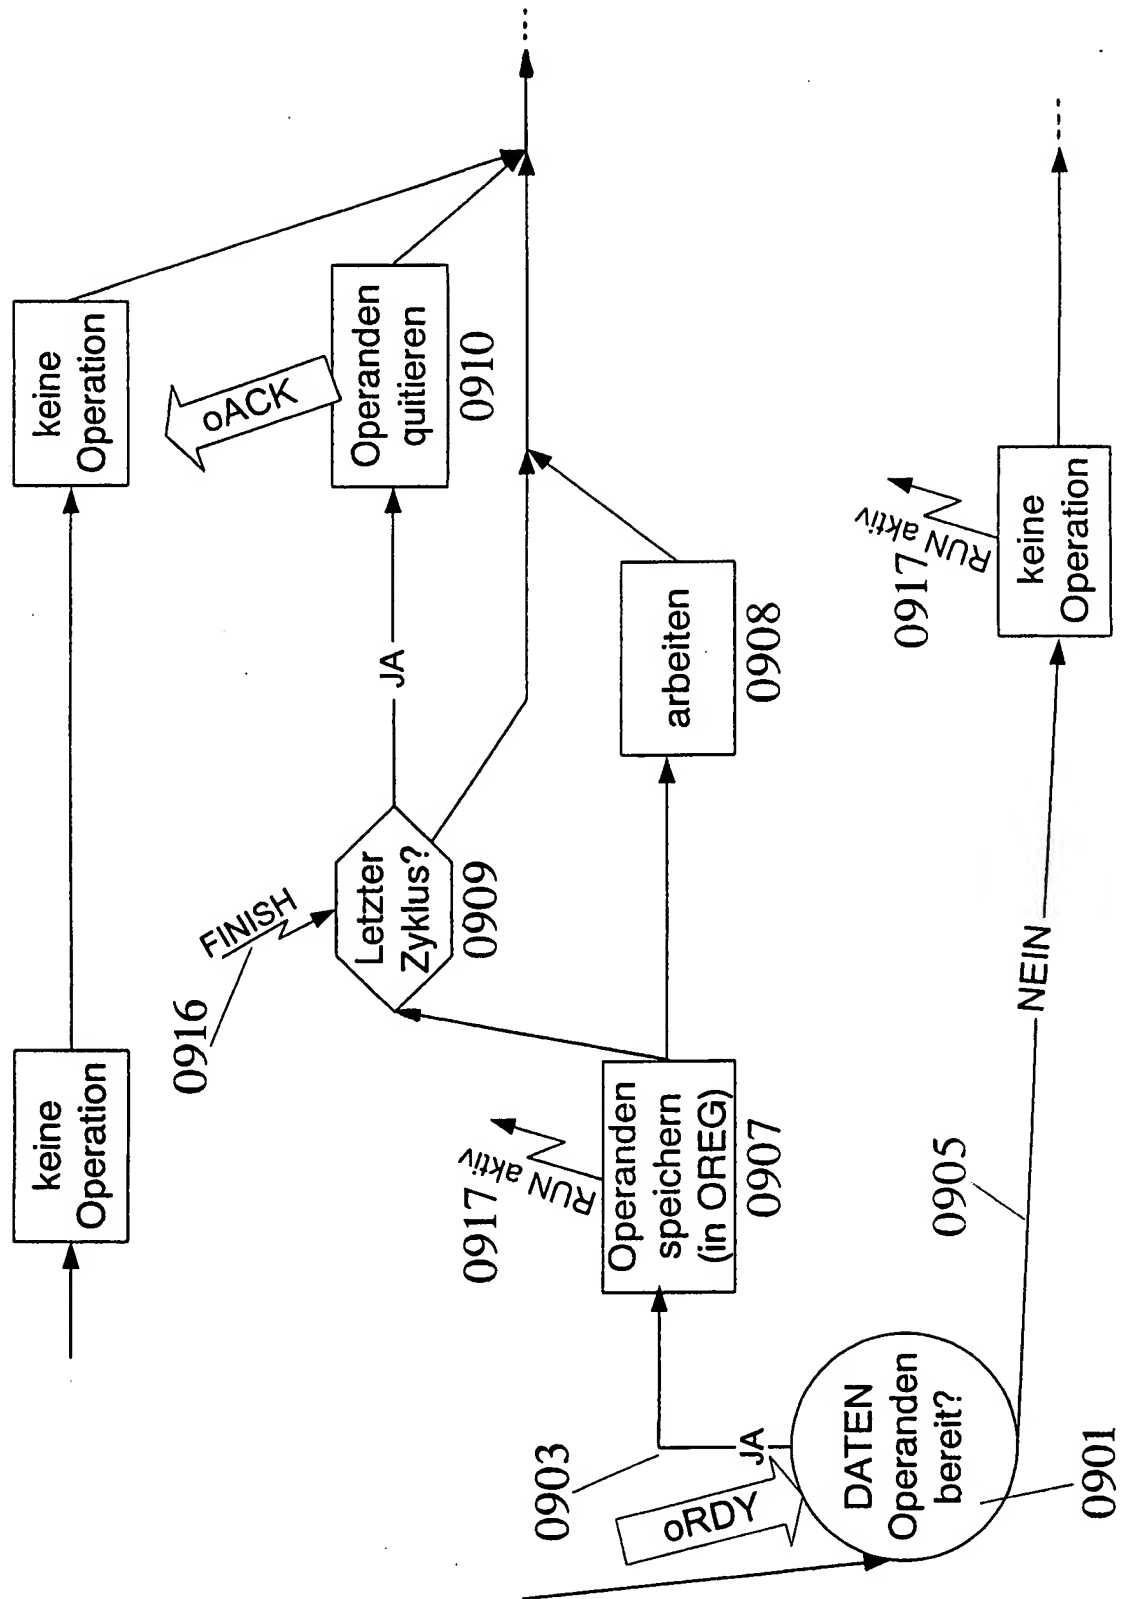 keine
Operation
keine
Operation
0916
FINISH
Letzter
Zyklus?
0909
JA
oACK
Operanden
quitieren
0910
0917
RUN aktiv
Operanden
speichern
(in OREG)
0907
arbeiten
0908
0903
oRDY
JA
DATEN
Operanden
bereit?
0901
0905
NEIN
0917
RUN aktiv
keine
Operation